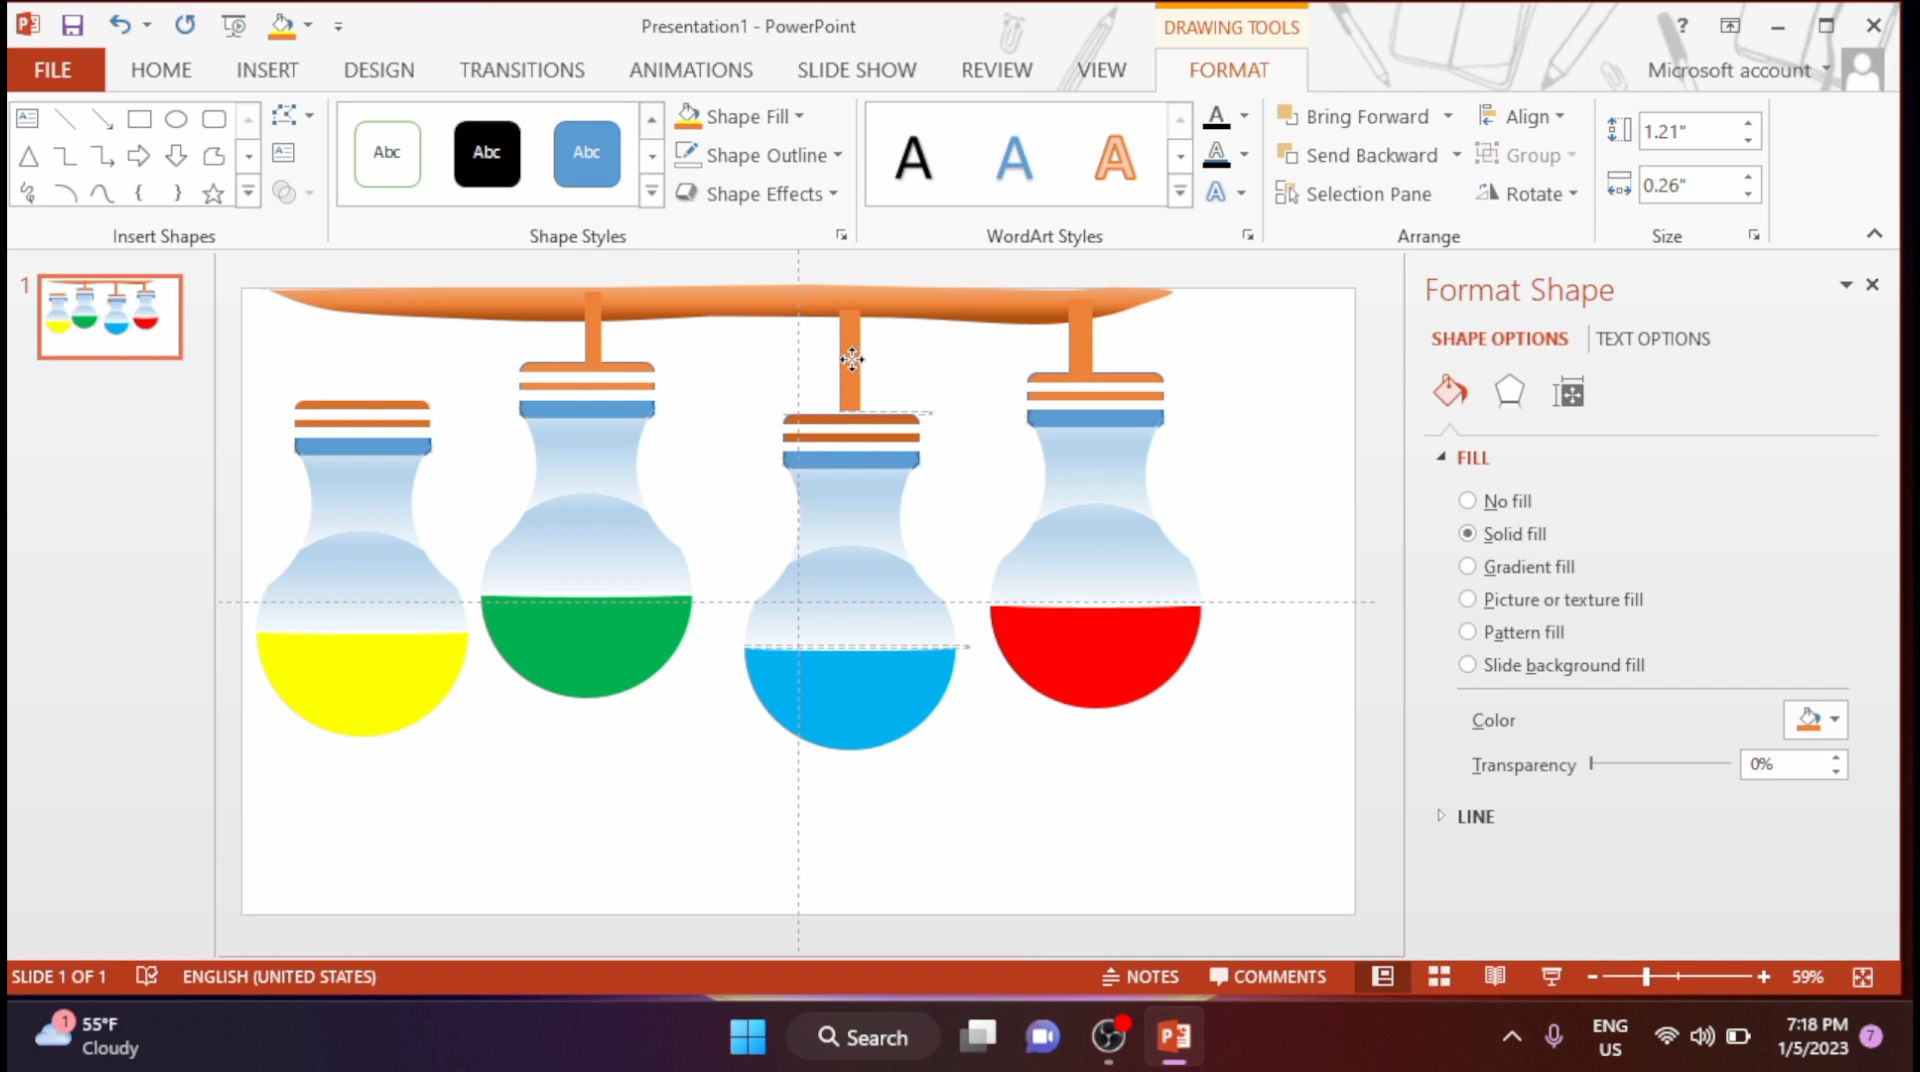 Presentation1 - PowerPoint
DRAWING TOOLS
?
FILE
HOME
INSERT
DESIGN
TRANSITIONS
ANIMATIONS
SLIDE SHOW
REVIEW
VIEW
FORMAT
Microsoft account
Abc
Abc
Abc
Shape Fill
Shape Outline
Shape Effects
A
A
A
A
A
A
Bring Forward
Send Backward
Selection Pane
Align
Group
Rotate
1.21"
0.26"
Insert Shapes
Shape Styles
WordArt Styles
Arrange
Size
1
Format Shape
SHAPE OPTIONS
TEXT OPTIONS
FILL
No fill
Solid fill
Gradient fill
Picture or texture fill
Pattern fill
Slide background fill
Color
Transparency
0%
LINE
SLIDE 1 OF 1
ENGLISH (UNITED STATES)
NOTES
COMMENTS
59%
1
55°F
Cloudy
Search
ENG
US
7:18 PM
1/5/2023
7